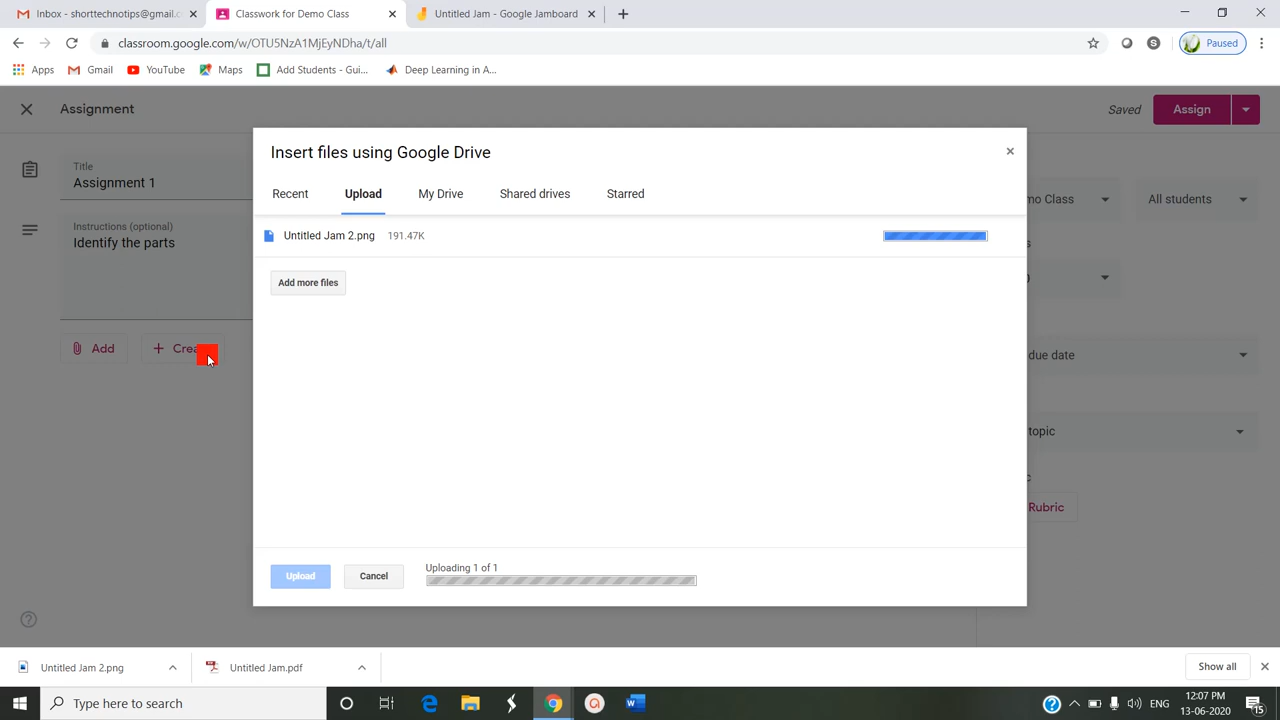 Inbox - shorttechnotips@gmail.c
Classwork for Demo Class
Untitled Jam - Google Jamboard
classroom.google.com/w/OTU5NzA1MjEyNDha/t/all
S
Paused
Apps
Gmail
YouTube
Maps
Add Students - Gui...
Deep Learning in A...
Assignment
Saved
Assign
Title
Assignment 1
Instructions (optional)
Identify the parts
Add
Crea
Insert files using Google Drive
Recent
Upload
My Drive
Shared drives
Starred
Untitled Jam 2.png
191.47K
Add more files
Upload
Cancel
Uploading 1 of 1
mo Class
All students
s
due date
topic
Rubric
Untitled Jam 2.png
Untitled Jam.pdf
Show all
Type here to search
ENG
12:07 PM
13-06-2020
15